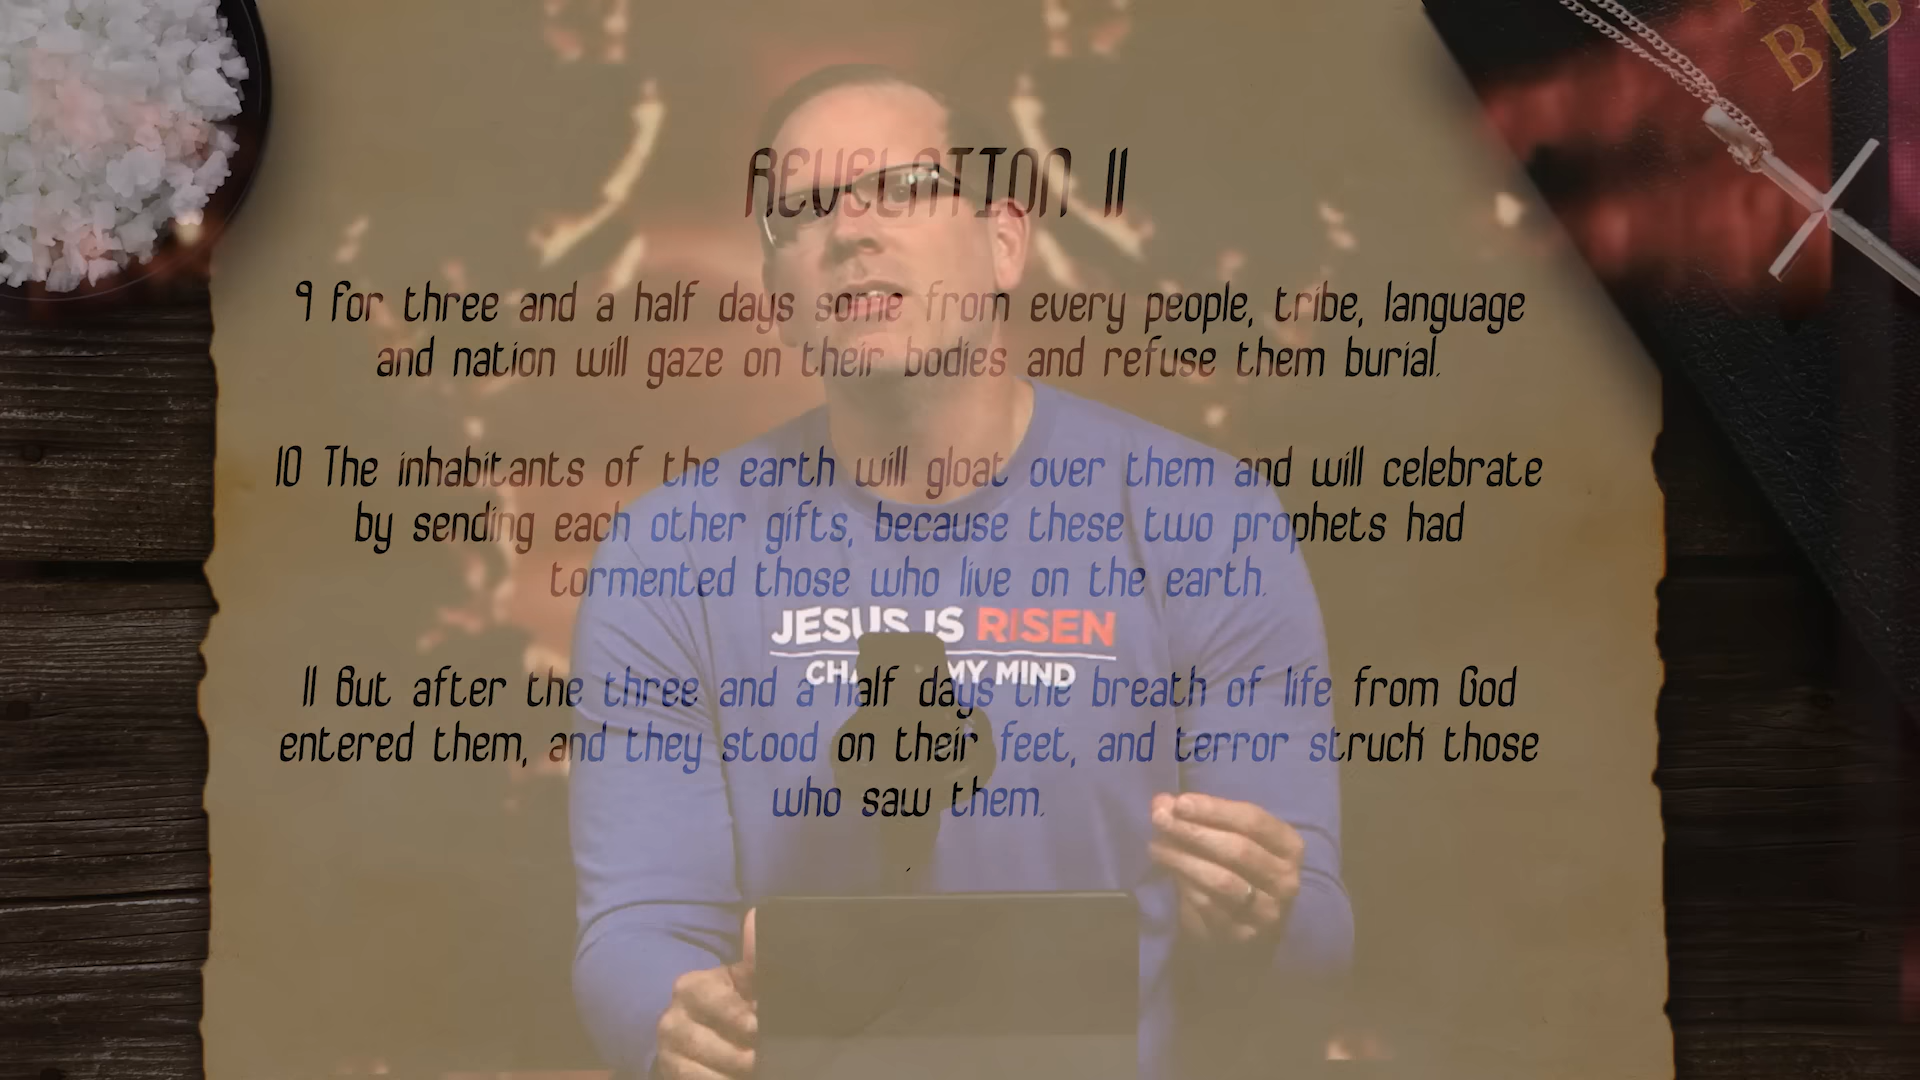 BIB
REVELATION 11
9 for three and a half days some from every people, tribe, language
and nation will gaze on their bodies and refuse them burial.
10 The inhabitants of the earth will gloat over them and will celebrate
by sending each other gifts, because these two prophets had
tormented those who live on the earth.
JESUS IS RISEN
MY MIND
11 But after the three and a half days the breath of life from God
entered them, and they stood on their feet, and terror struck those
who saw them.